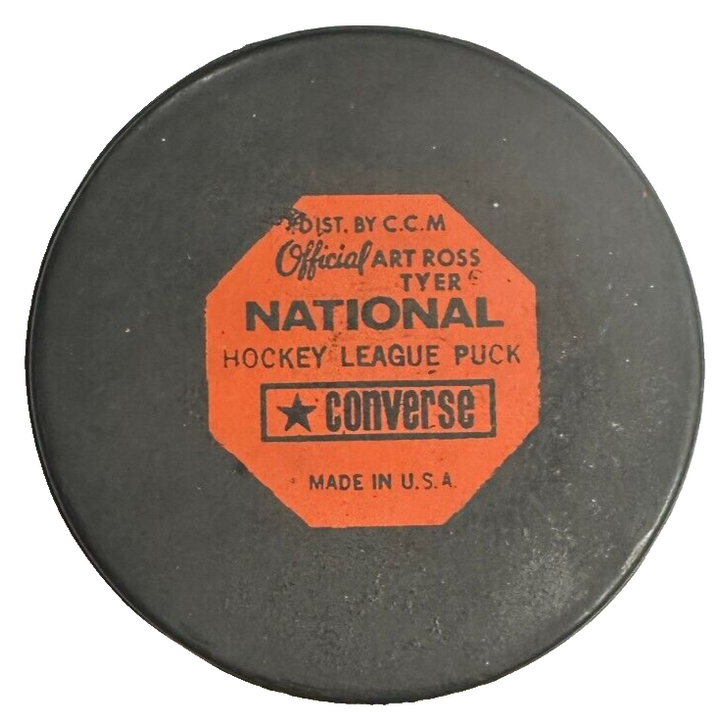 DIST. BY C.C.M
Official ART ROSS
TYER
NATIONAL
HOCKEY LEAGUE PUCK
★ CONVERSE
MADE IN U.S.A.